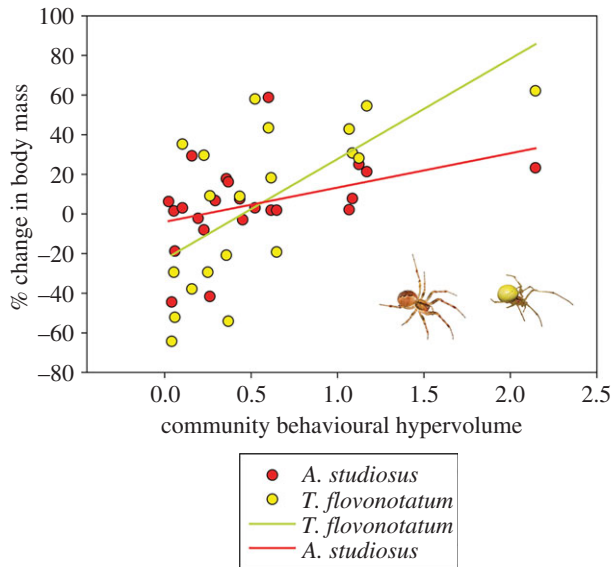 100
80
60
40
20
0
–20
–40
–60
–80
% change in body mass
0.0 0.5 1.0 1.5 2.0 2.5
community behavioural hypervolume
A. studiosus
T. flovonotatum
T. flovonotatum
A. studiosus